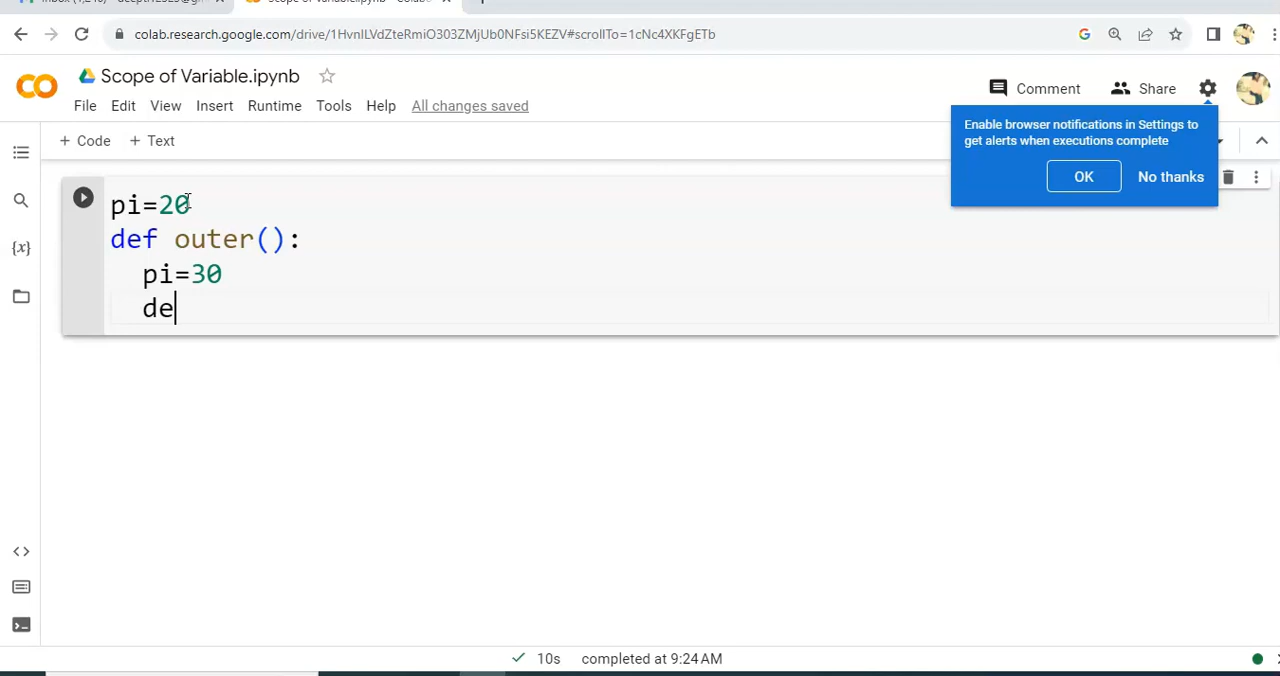 colab.research.google.com/drive/1HvnILVdZteRmiO303ZMjUb0NFsi5KEZV#scrollTo=1cNc4XKFgETb
Scope of Variable.ipynb
Comment
Share
File Edit View Insert Runtime Tools Help All changes saved
Enable browser notifications in Settings to
get alerts when executions complete
OK No thanks
+ Code + Text
{x}
pi=20
def outer():
pi=30
de
10s completed at 9:24 AM